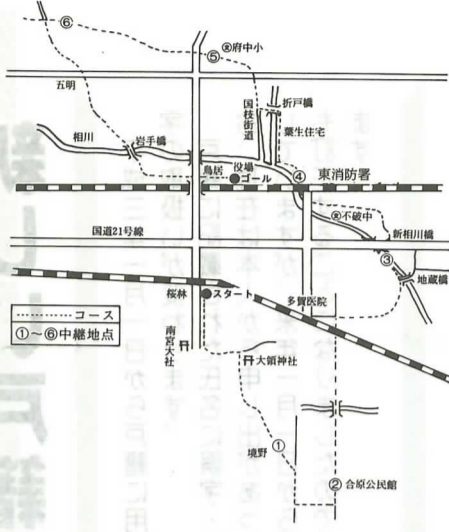 ⑥
⑤
文府中小
五明
国枝街道
折戸橋
粟生住宅
相川
岩手橋
鳥居
役場
ゴール
④
東消防署
文不破中
国道21号線
新相川橋
③
地蔵橋
桜林
スタート
多賀医院
コース
①～⑥中継地点
南宮大社
大領神社
境野
①
②
合原公民館